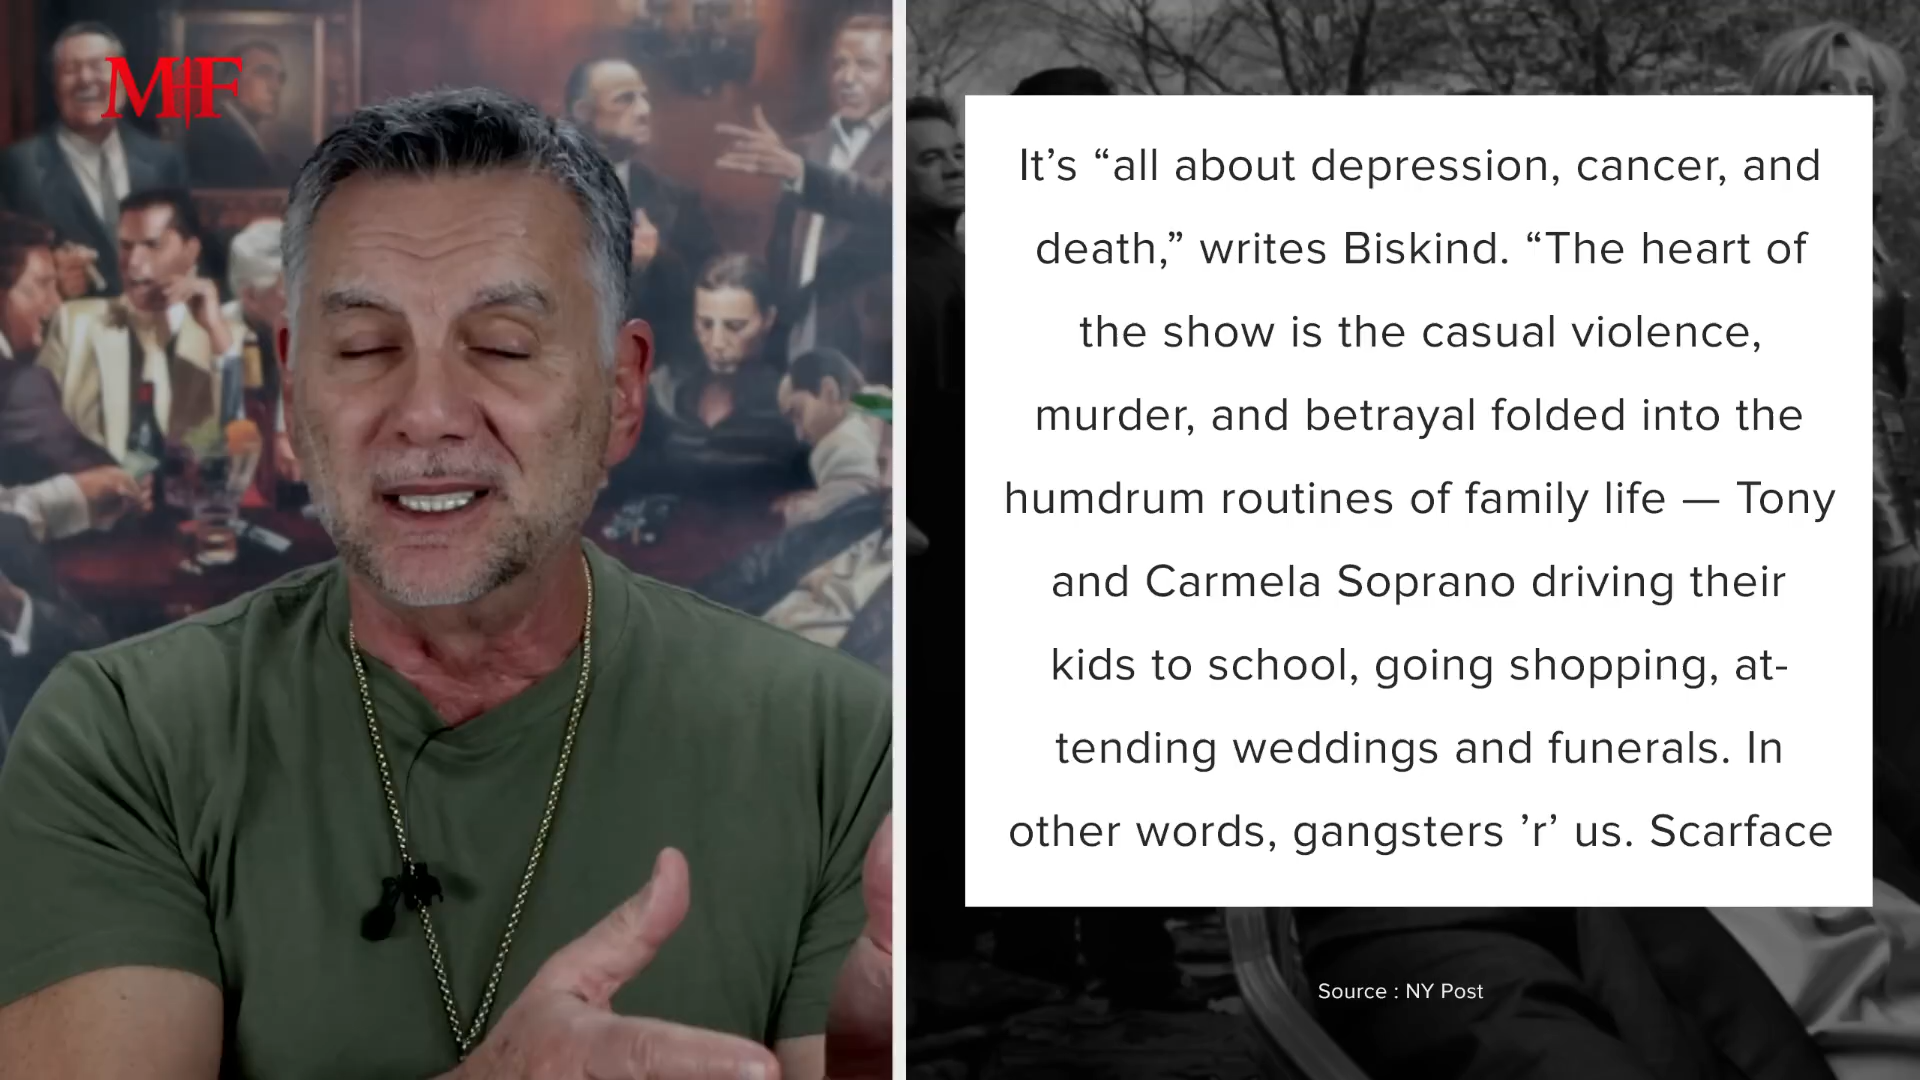 M+F
It’s “all about depression, cancer, and
death,” writes Biskind. “The heart of
the show is the casual violence,
murder, and betrayal folded into the
humdrum routines of family life — Tony
and Carmela Soprano driving their
kids to school, going shopping, at-
tending weddings and funerals. In
other words, gangsters ’r’ us. Scarface
Source : NY Post